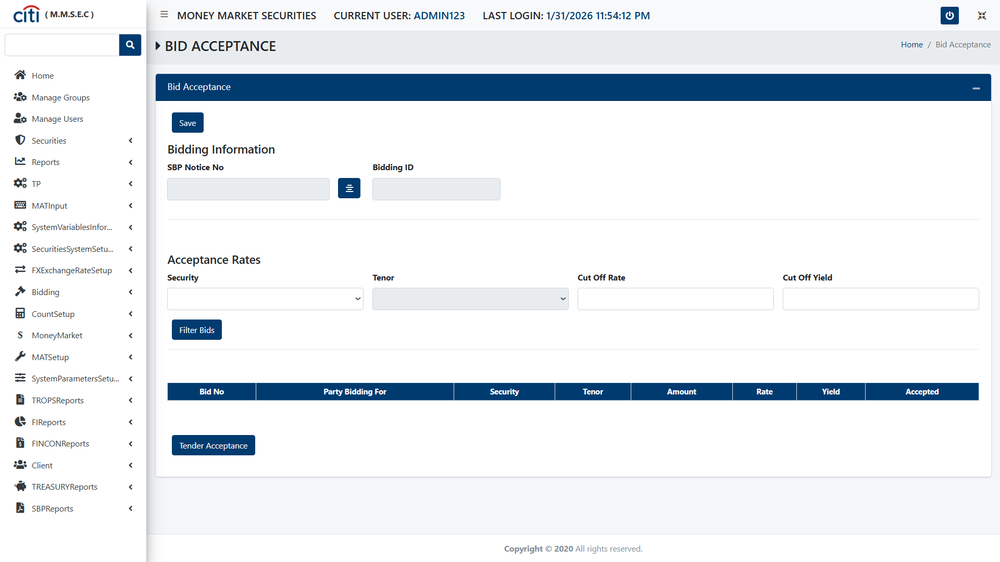 citi ( M.M.S.E.C )
MONEY MARKET SECURITIES CURRENT USER: ADMIN123 LAST LOGIN: 1/31/2026 11:54:12 PM
BID ACCEPTANCE
Home / Bid Acceptance
Home
Manage Groups
Manage Users
Securities
Reports
TP
MATInput
SystemVariablesInfor...
SecuritiesSystemSetu...
FXExchangeRateSetup
Bidding
CountSetup
MoneyMarket
MATSetup
SystemParametersSetu...
TROPSReports
FIReports
FINCONReports
Client
TREASURYReports
SBPReports
Bid Acceptance
Save
Bidding Information
SBP Notice No Bidding ID
Acceptance Rates
Security Tenor Cut Off Rate Cut Off Yield
Filter Bids
Bid No Party Bidding For Security Tenor Amount Rate Yield Accepted
Tender Acceptance
Copyright © 2020 All rights reserved.